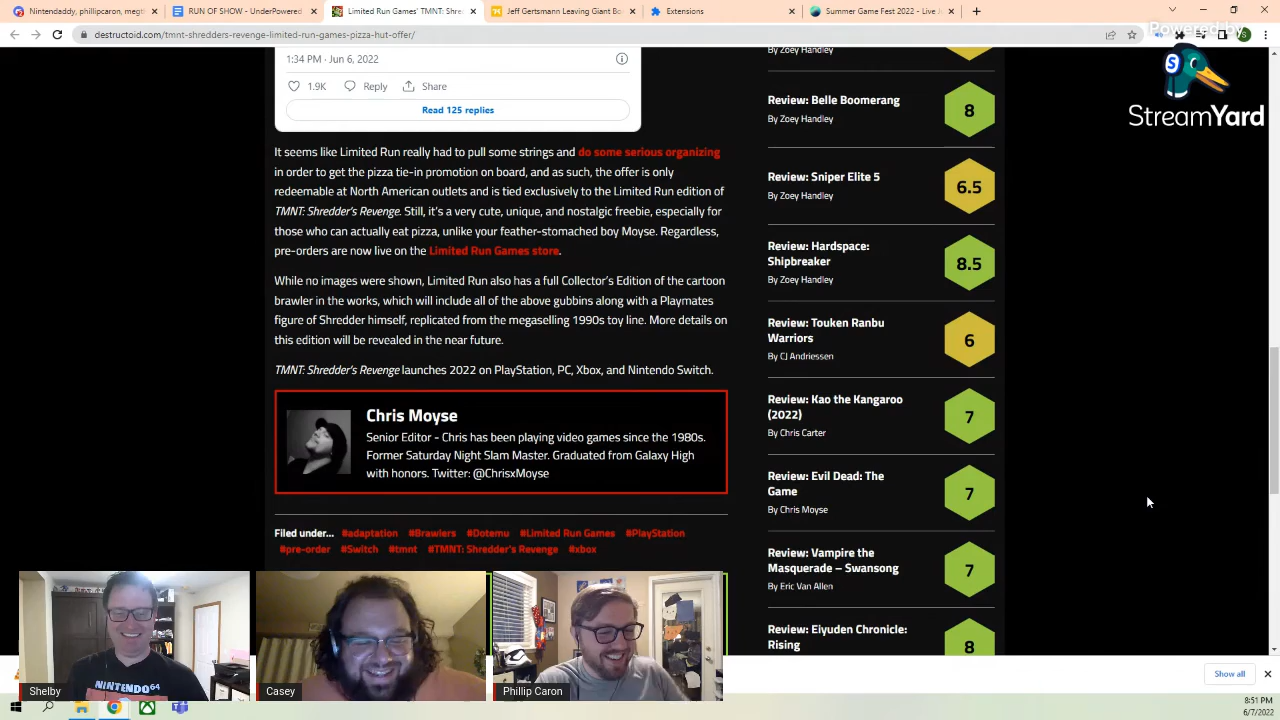 Nintendaddy, philliparicon, megt
RUN OF SHOW - UnderPowered
Limited Run Games' TMNT: Shre
Jeff Gertsmann Leaving Giant Bo
Extensions
Summer Game Fest 2022 - Live
destructoid.com/tmnt-shredders-revenge-limited-run-games-pizza-hut-offer/
Powered by
StreamYard
1:34 PM · Jun 6, 2022
1.9K Reply Share
Read 125 replies
It seems like Limited Run really had to pull some strings and do some serious organizing
in order to get the pizza tie-in promotion on board, and as such, the offer is only
redeemable at North American outlets and is tied exclusively to the Limited Run edition of
TMNT: Shredder's Revenge. Still, it's a very cute, unique, and nostalgic freebie, especially for
those who can actually eat pizza, unlike your feather-stomached boy Moyse. Regardless,
pre-orders are now live on the Limited Run Games store.
While no images were shown, Limited Run also has a full Collector's Edition of the cartoon
brawler in the works, which will include all of the above gubbins along with a Playmates
figure of Shredder himself, replicated from the megaselling 1990s toy line. More details on
this edition will be revealed in the near future.
TMNT: Shredder's Revenge launches 2022 on PlayStation, PC, Xbox, and Nintendo Switch.
Chris Moyse
Senior Editor - Chris has been playing video games since the 1980s.
Former Saturday Night Slam Master. Graduated from Galaxy High
with honors. Twitter: @ChrisxMoyse
Filed under... #adaptation #Brawlers #Dotemu #Limited Run Games #PlayStation
#pre-order #Switch #tmnt #TMNT: Shredder's Revenge #xbox
By Zoey Handley
Review: Belle Boomerang
By Zoey Handley
8
Review: Sniper Elite 5
By Zoey Handley
6.5
Review: Hardspace:
Shipbreaker
By Zoey Handley
8.5
Review: Touken Ranbu
Warriors
By CJ Andriessen
6
Review: Kao the Kangaroo
(2022)
By Chris Carter
7
Review: Evil Dead: The
Game
By Chris Moyse
7
Review: Vampire the
Masquerade – Swansong
By Eric Van Allen
7
Review: Eiyuden Chronicle:
Rising
8
NINTENDO 64
Shelby
Casey
Phillip Caron
Show all
8:51 PM
6/7/2022